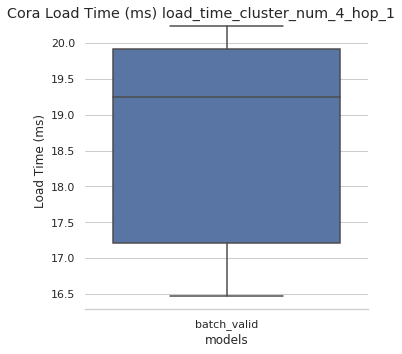 Cora Load Time (ms) load_time_cluster_num_4_hop_1
20.0
19.5
19.0
18.5
18.0
17.5
17.0
16.5
Load Time (ms)
batch_valid
models